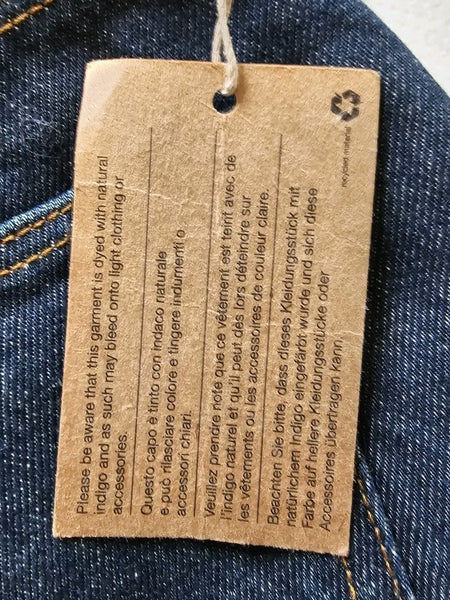 Please be aware that this garment is dyed with natural
indigo and as such may bleed onto light clothing or
accessories.
Questo capo è tinto con indaco naturale
e può rilasciare colore e tingere indumenti o
accessori chiari.
Veuillez prendre note que ce vêtement est teint avec de
l'indigo naturel et qu'il peut dès lors déteindre sur
les vêtements ou les accessoires de couleur claire.
Beachten Sie bitte, dass dieses Kleidungsstück mit
natürlichem Indigo eingefärbt wurde und sich diese
Farbe auf hellere Kleidungsstücke oder
Accessoires übertragen kann.
recycled material